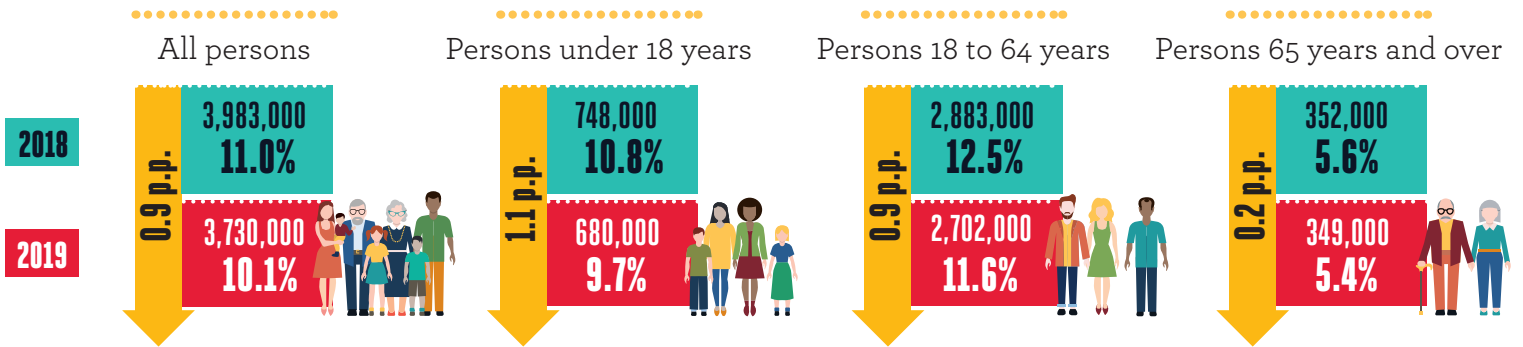 All persons
Persons under 18 years
Persons 18 to 64 years
Persons 65 years and over
2018
2019
0.9 p.p.
3,983,000
11.0%
3,730,000
10.1%
1.1 p.p.
748,000
10.8%
680,000
9.7%
0.9 p.p.
2,883,000
12.5%
2,702,000
11.6%
0.2 p.p.
352,000
5.6%
349,000
5.4%